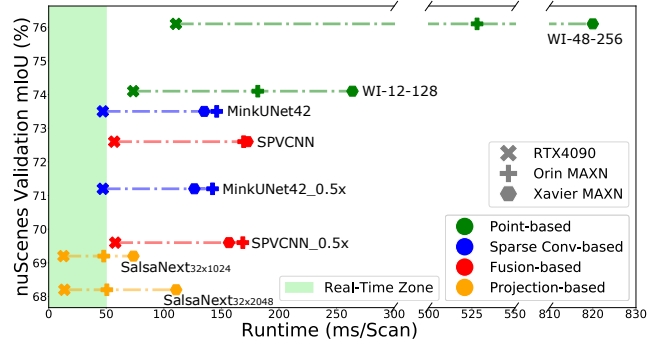 nuScenes Validation mIoU (%)
76
75
74
73
72
71
70
69
68
WI-48-256
WI-12-128
MinkUNet42
SPVCNN
MinkUNet42_0.5x
SPVCNN_0.5x
SalsaNext32x1024
SalsaNext32x2048
RTX4090
Orin MAXN
Xavier MAXN
Point-based
Sparse Conv-based
Fusion-based
Projection-based
Real-Time Zone
0 50 100 150 200 250 300 500 525 550 810 820 830
Runtime (ms/Scan)